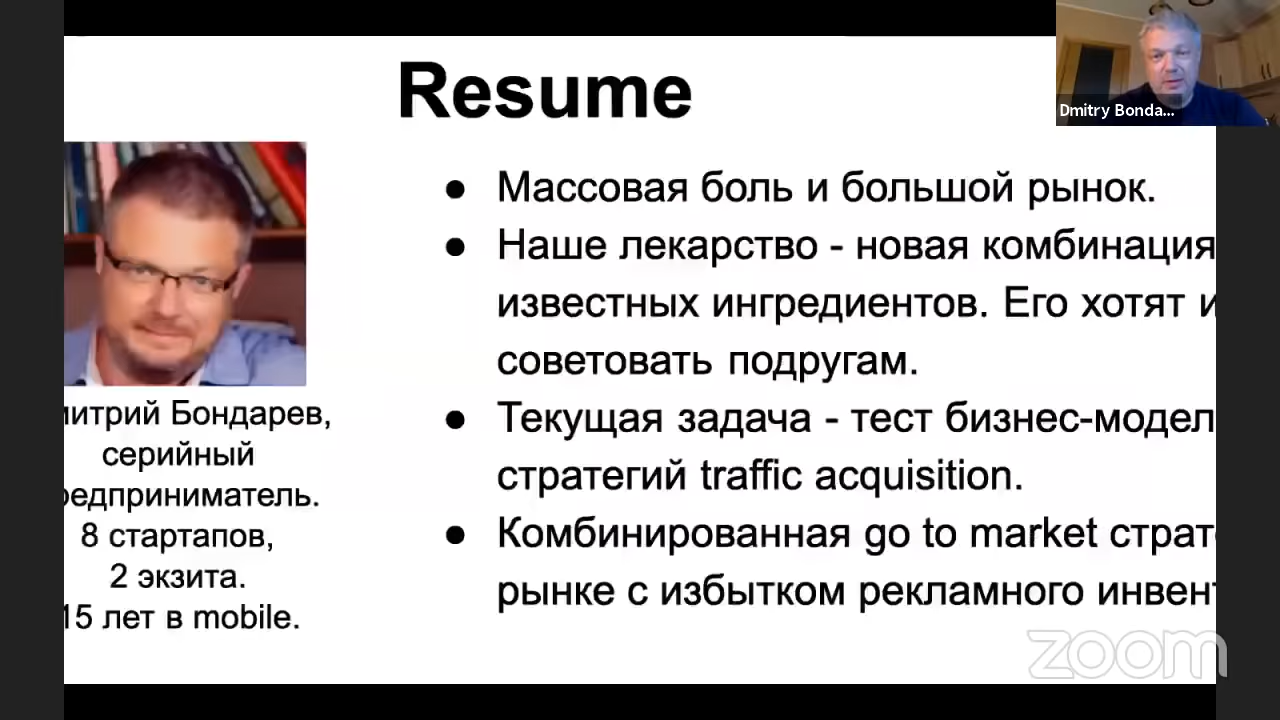 Resume
Dmitry Bonda...
● Массовая боль и большой рынок.
● Наше лекарство - новая комбинация
известных ингредиентов. Его хотят и
советовать подругам.
● Текущая задача - тест бизнес-модел
стратегий traffic acquisition.
● Комбинированная go to market страт
рынке с избытком рекламного инвент
митрий Бондарев,
серийный
редприниматель.
8 стартапов,
2 экзита.
15 лет в mobile.
zoom